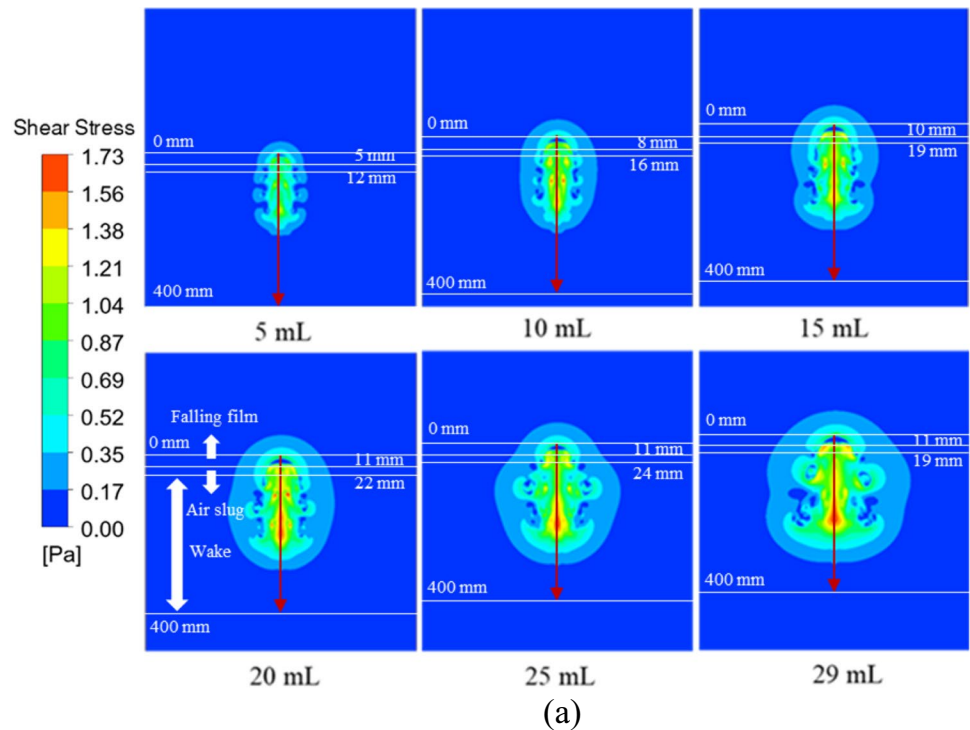 Shear Stress
1.73
1.56
1.38
1.21
1.04
0.87
0.69
0.52
0.35
0.17
0.00
[Pa]
0 mm
5 mm
12 mm
400 mm
5 mL
0 mm
8 mm
16 mm
400 mm
10 mL
0 mm
10 mm
19 mm
400 mm
15 mL
Falling film
0 mm
11 mm
22 mm
Air slug
Wake
400 mm
20 mL
0 mm
11 mm
24 mm
400 mm
25 mL
0 mm
11 mm
19 mm
400 mm
29 mL
(a)